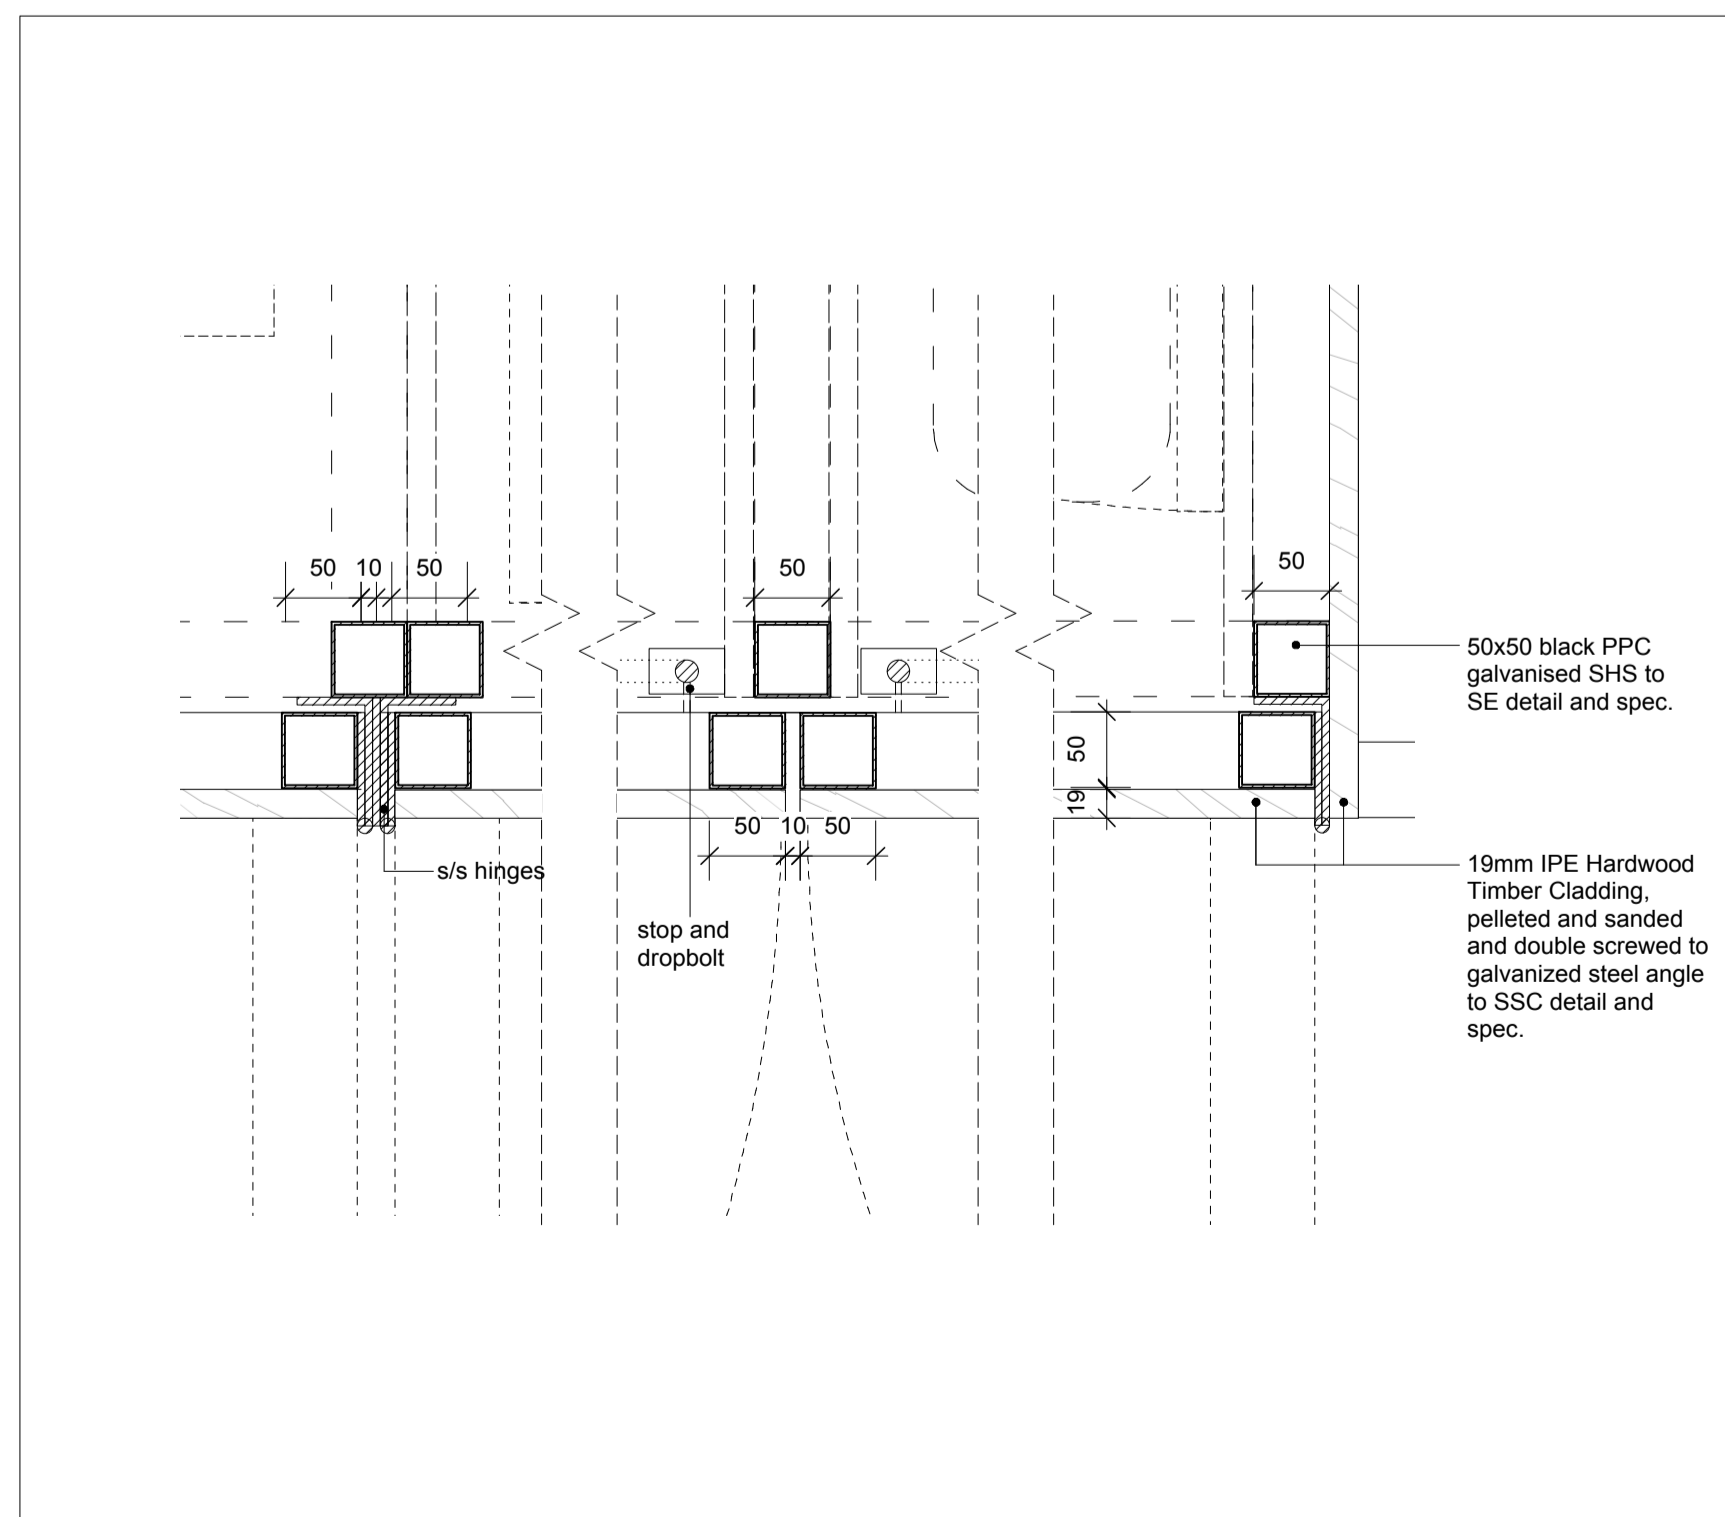 50 10 50
50
50
50x50 black PPC
galvanised SHS to
SE detail and spec.
50
19
50 10 50
s/s hinges
stop and
dropbolt
19mm IPE Hardwood
Timber Cladding,
pelleted and sanded
and double screwed to
galvanized steel angle
to SSC detail and
spec.